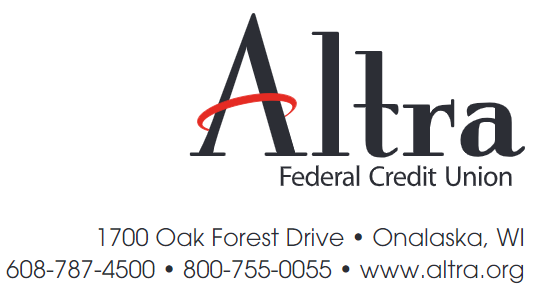 Altra
Federal Credit Union
1700 Oak Forest Drive • Onalaska, WI
608-787-4500 • 800-755-0055 • www.altra.org